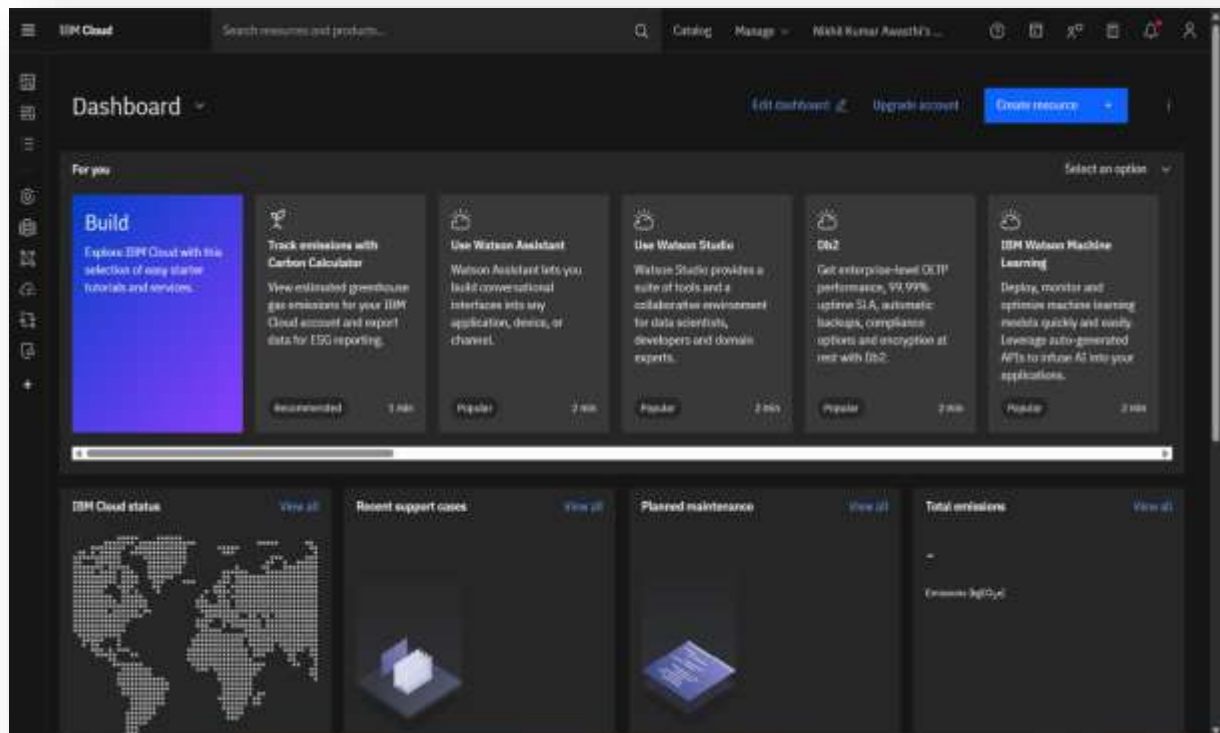 IBM Cloud
Search resources and products...
Catalog
Manage
Nikhil Kumar Awasthi's ...
Dashboard
Edit dashboard
Upgrade account
Create resource +
For you
Select an option
Build
Explore IBM Cloud with this
selection of easy starter
tutorials and services.
Track emissions with
Carbon Calculator
View estimated greenhouse
gas emissions for your IBM
Cloud account and export
data for ESG reporting.
Recommended
1 min
Use Watson Assistant
Watson Assistant lets you
build conversational
interfaces into any
application, device, or
channel.
Popular
2 min
Use Watson Studio
Watson Studio provides a
suite of tools and a
collaborative environment
for data scientists,
developers and domain
experts.
Popular
2 min
Db2
Get enterprise-level OLTP
performance, 99.99%
uptime SLA, automatic
backups, compliance
options and encryption at
rest with Db2.
Popular
2 min
IBM Watson Machine
Learning
Deploy, monitor and
optimize machine learning
models quickly and easily.
Leverage auto-generated
APIs to infuse AI into your
applications.
Popular
2 min
IBM Cloud status
View all
Recent support cases
View all
Planned maintenance
View all
Total emissions
View all
-
Emissions (kgCO₂e)